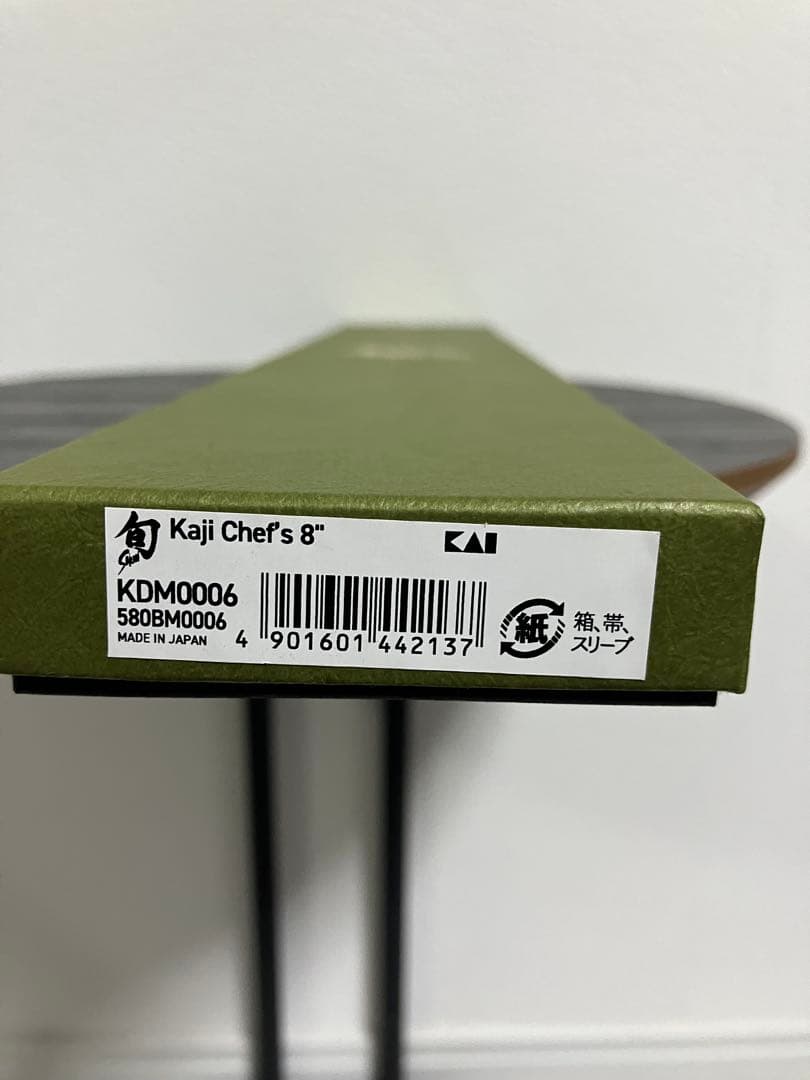 旬 Kaji Chef's 8" KAI
Shun
KDM0006
580BM0006
MADE IN JAPAN
4 901601 442137
紙
箱、帯、
スリーブ